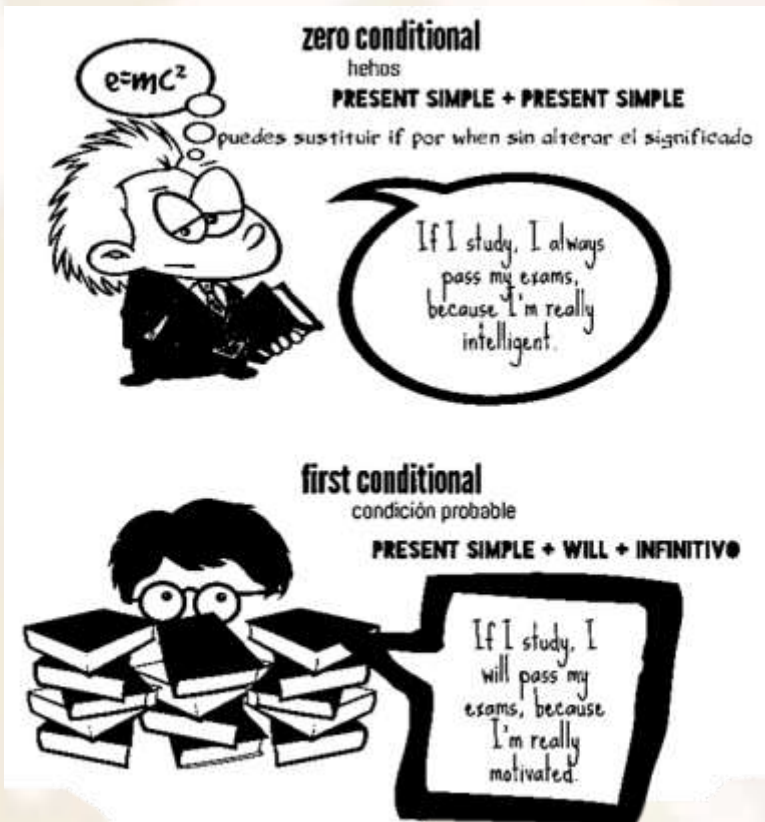 zero conditional
hehos
e=mc²
PRESENT SIMPLE + PRESENT SIMPLE
puedes sustituir if por when sin alterar el significado
If I study, I always
pass my exams,
because I'm really
intelligent.
first conditional
condición probable
PRESENT SIMPLE + WILL + INFINITIVO
If I study, I
will pass my
exams, because
I'm really
motivated.